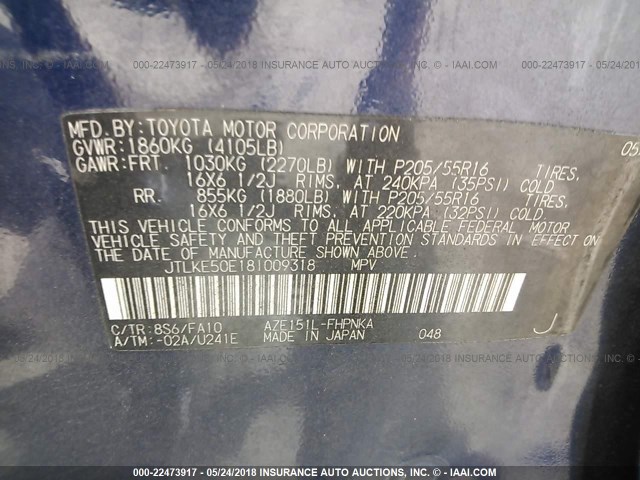 000-22473917 - 05/24/2018 INSURANCE AUTO AUCTIONS, INC. - © IAAI.COM
MFD.BY:TOYOTA MOTOR CORPORATION
GVWR:1860KG (4105LB)
05
GAWR:FRT. 1030KG (2270LB) WITH P205/55R16 TIRES,
16X6 1/2J RIMS, AT 240KPA (35PSI) COLD
RR. 855KG (1880LB) WITH P205/55R16 TIRES,
16X6 1/2J RIMS, AT 220KPA (32PSI) COLD
THIS VEHICLE CONFORMS TO ALL APPLICABLE FEDERAL MOTOR
VEHICLE SAFETY AND THEFT PREVENTION STANDARDS IN EFFECT ON
THE DATE OF MANUFACTURE SHOWN ABOVE.
JTLKE50E181009318 MPV
C/TR:8S6/FA10 AZE151L-FHPNKA
A/TM:-02A/U241E MADE IN JAPAN 048 J
000-22473917 - 05/24/2018 INSURANCE AUTO AUCTIONS, INC. - © IAAI.COM